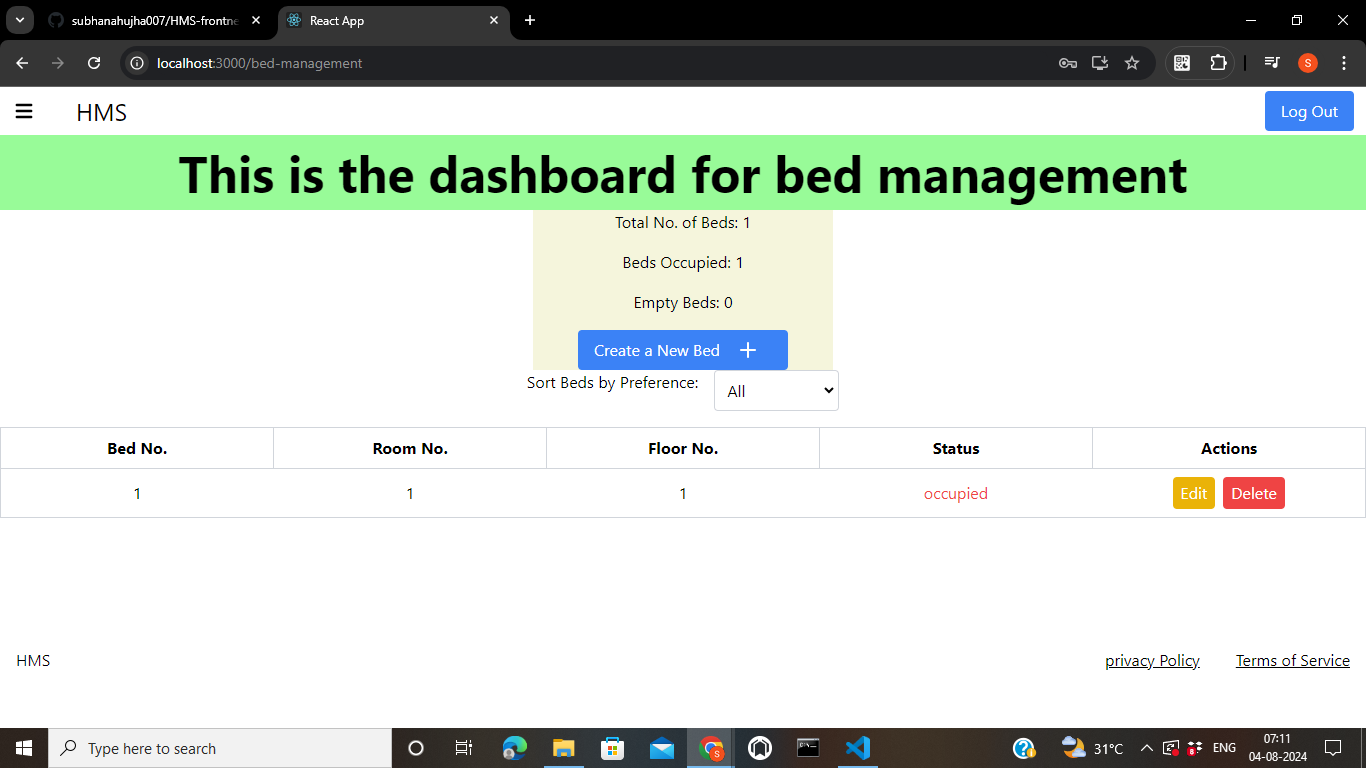 subhanahujha007/HMS-frontne
React App
localhost:3000/bed-management
S
HMS
Log Out
This is the dashboard for bed management
Total No. of Beds: 1
Beds Occupied: 1
Empty Beds: 0
Create a New Bed +
Sort Beds by Preference: All
Bed No. Room No. Floor No. Status Actions
1 1 1 occupied Edit Delete
HMS privacy Policy Terms of Service
Type here to search
31°C ENG
07:11
04-08-2024